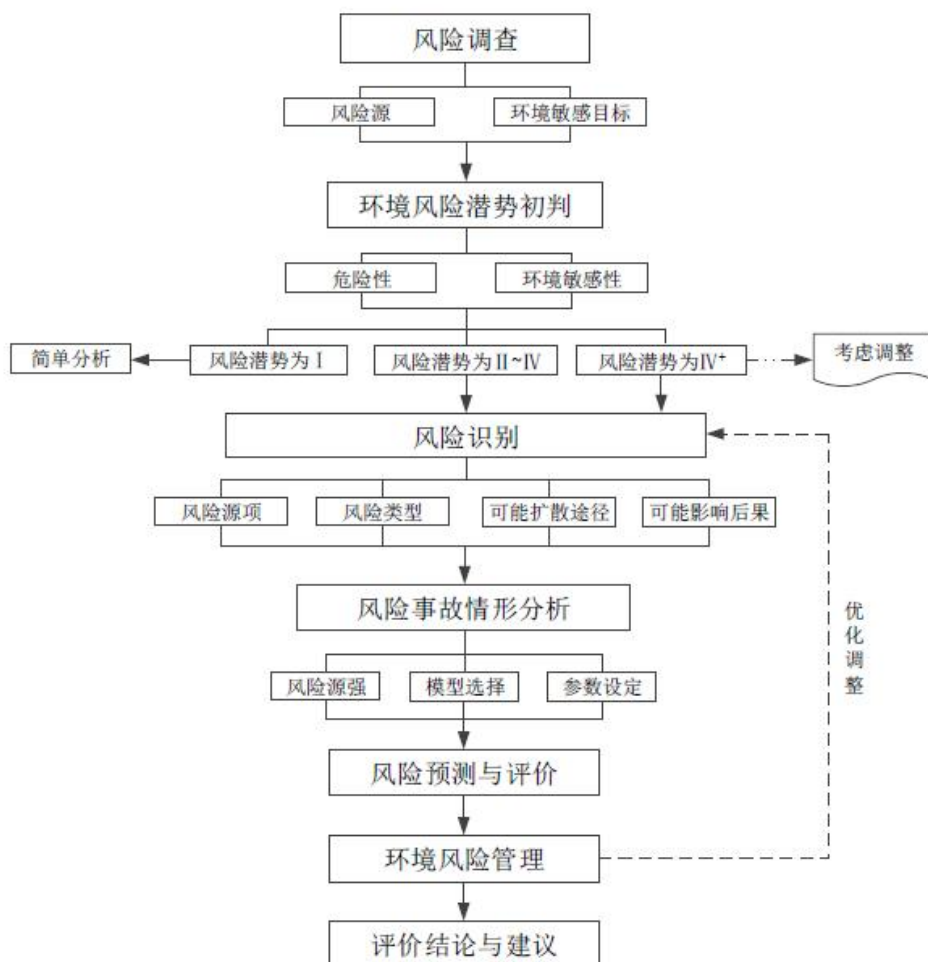 风险调查
风险源
环境敏感目标
环境风险潜势初判
危险性
环境敏感性
简单分析
风险潜势为Ⅰ
风险潜势为Ⅱ~Ⅳ
风险潜势为Ⅳ⁺
考虑调整
风险识别
风险源项
风险类型
可能扩散途径
可能影响后果
风险事故情形分析
风险源强
模型选择
参数设定
优化调整
风险预测与评价
环境风险管理
评价结论与建议